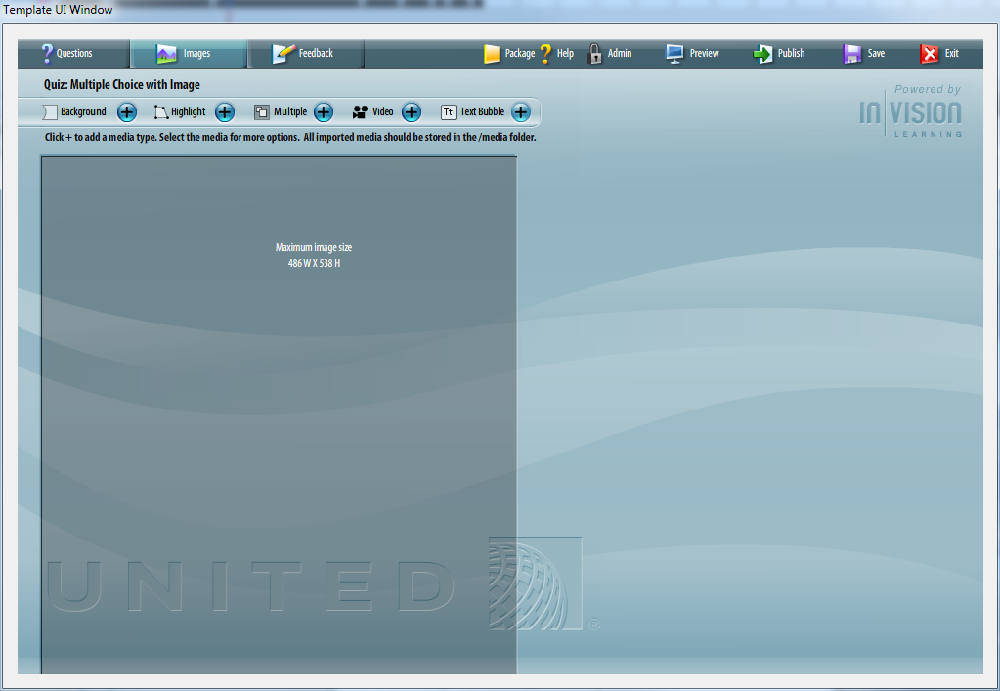 Template UI Window
Questions Images Feedback Package Help Admin Preview Publish Save Exit
Quiz: Multiple Choice with Image
Powered by
IN VISION
LEARNING
Background Highlight Multiple Video Tt Text Bubble
Click + to add a media type. Select the media for more options. All imported media should be stored in the /media folder.
Maximum image size
486 W X 538 H
UNITED ®